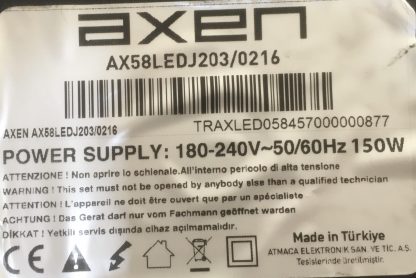 axen
AX58LEDJ203/0216
AXEN AX58LEDJ203/0216 TRAXLED058457000000877
POWER SUPPLY: 180-240V~50/60Hz 150W
ATTENZIONE ! Non aprire lo schienale.All'interno pericolo di alta tensione
WARNING ! This set must not be opened by anybody else than a qualified technician
ATTENTION ! L'appareil ne doit être ouvert que par un spécialiste
ACHTUNG ! Das Gerat darf nur vom Fachmann geöffnet warden
DİKKAT ! Yetkili servis dışında cihaz açılmamalıdır.
Made in Türkiye
ATMACA ELEKTRONİK SAN. VE TİC. A.Ş.
Tesislerinde üretilmiştir.
CE